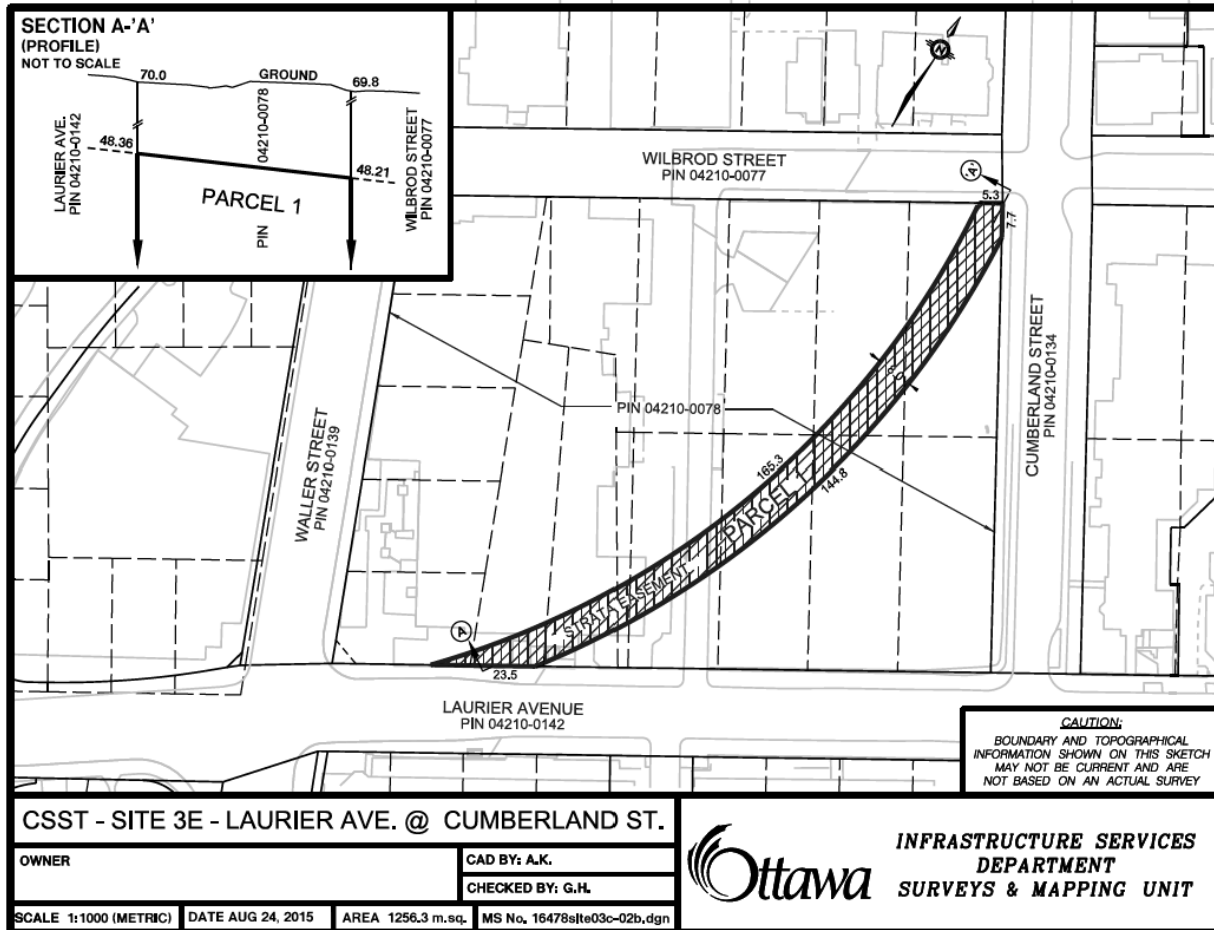 SECTION A-'A'
(PROFILE)
NOT TO SCALE
70.0
GROUND
69.8
LAURIER AVE.
PIN 04210-0142
48.36
PIN 04210-0078
48.21
WILBROD STREET
PIN 04210-0077
PARCEL 1
N
WILBROD STREET
PIN 04210-0077
'A'
5.3
7.7
CUMBERLAND STREET
PIN 04210-0134
PIN 04210-0078
WALLER STREET
PIN 04210-0139
165.3
PARCEL 1
144.8
STRATA EASEMENT
A
23.5
LAURIER AVENUE
PIN 04210-0142
CAUTION:
BOUNDARY AND TOPOGRAPHICAL
INFORMATION SHOWN ON THIS SKETCH
MAY NOT BE CURRENT AND ARE
NOT BASED ON AN ACTUAL SURVEY
CSST - SITE 3E - LAURIER AVE. @ CUMBERLAND ST.
OWNER
CAD BY: A.K.
CHECKED BY: G.H.
SCALE 1:1000 (METRIC)
DATE AUG 24, 2015
AREA 1256.3 m.sq.
MS No. 16478site03c-02b.dgn
Ottawa
INFRASTRUCTURE SERVICES
DEPARTMENT
SURVEYS & MAPPING UNIT